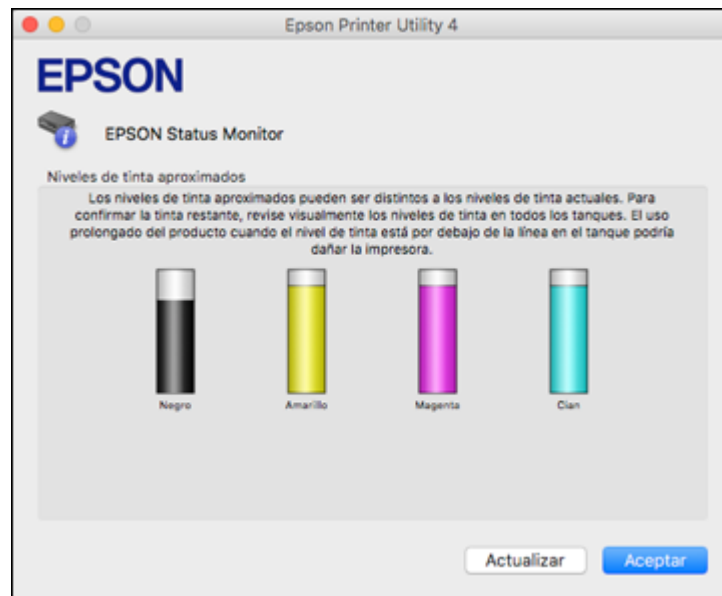 Epson Printer Utility 4
EPSON
EPSON Status Monitor
Niveles de tinta aproximados
Los niveles de tinta aproximados pueden ser distintos a los niveles de tinta actuales. Para
confirmar la tinta restante, revise visualmente los niveles de tinta en todos los tanques. El uso
prolongado del producto cuando el nivel de tinta está por debajo de la línea en el tanque podría
dañar la impresora.
Negro Amarillo Magenta Cian
Actualizar Aceptar